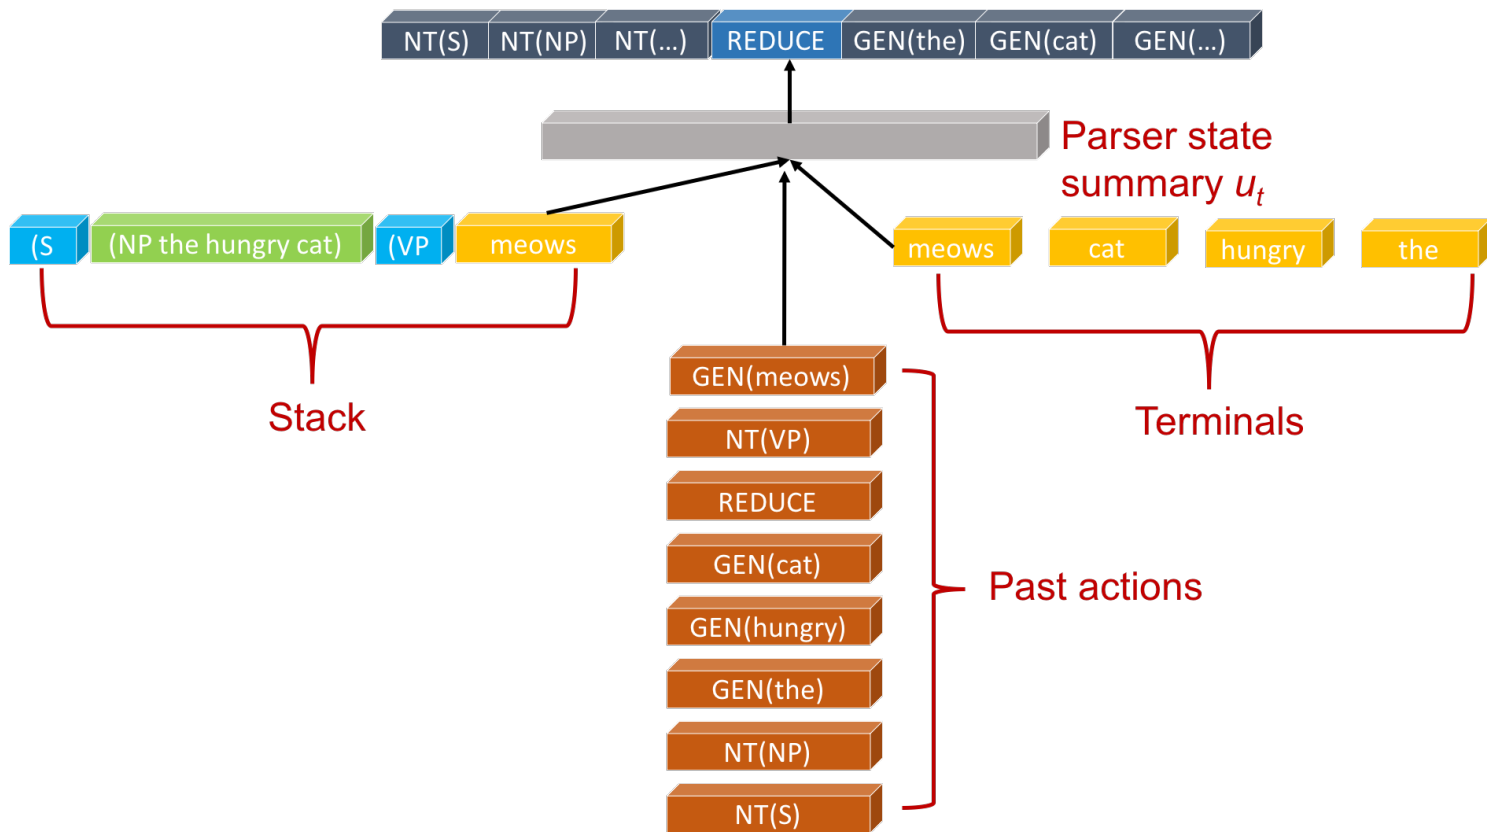 NT(S) NT(NP) NT(...) REDUCE GEN(the) GEN(cat) GEN(...)
Parser state
summary u_t
(S (NP the hungry cat) (VP meows
meows cat hungry the
Stack
Terminals
GEN(meows)
NT(VP)
REDUCE
GEN(cat)
GEN(hungry)
GEN(the)
NT(NP)
NT(S)
Past actions